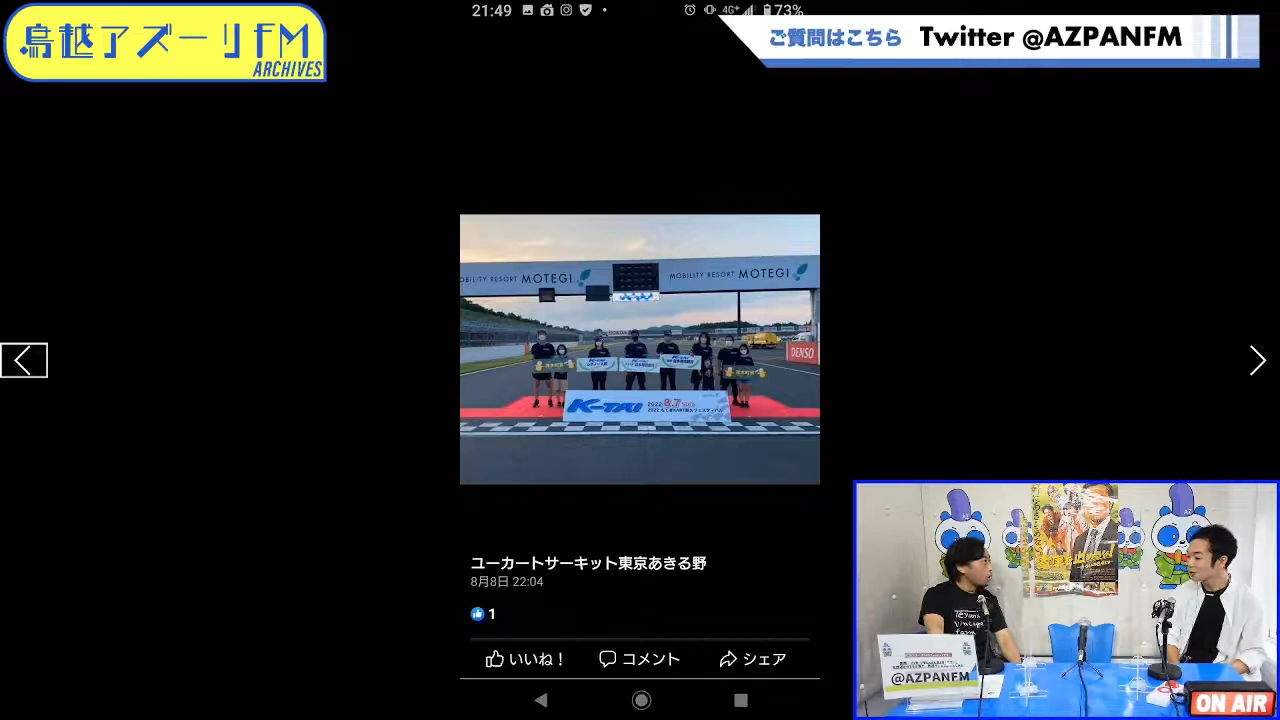 鳥越アズーリFM
ARCHIVES
ご質問はこちら Twitter @AZPANFM
21:49
4G+
73%
MOBILITY RESORT MOTEGI
MOBILITY RESORT MOTEGI
DENSO
K-TAI 2022 8.7
ユーカートサーキット東京あきる野
8月8日 22:04
1
いいね！
コメント
シェア
@AZPANFM
ON AIR